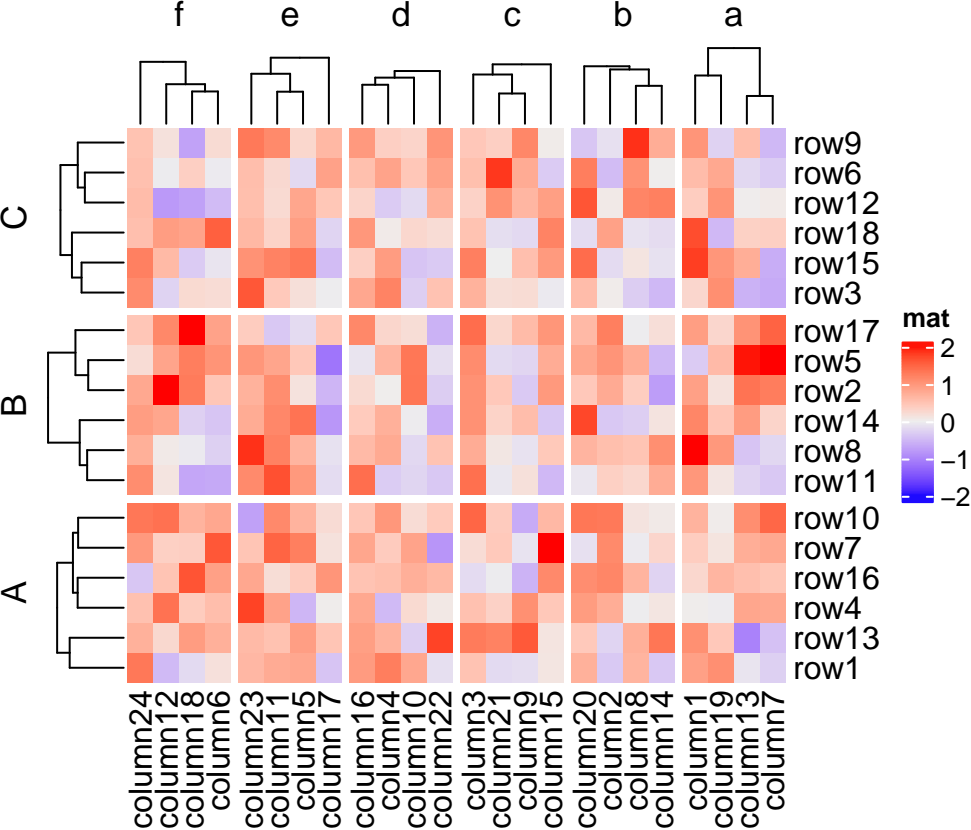 f e d c b a
C
row9
row6
row12
row18
row15
row3
B
row17
row5
row2
row14
row8
row11
A
row10
row7
row16
row4
row13
row1
column24
column12
column18
column6
column23
column11
column5
column17
column16
column4
column10
column22
column3
column21
column9
column15
column20
column2
column8
column14
column1
column19
column13
column7
mat
2
1
0
−1
−2